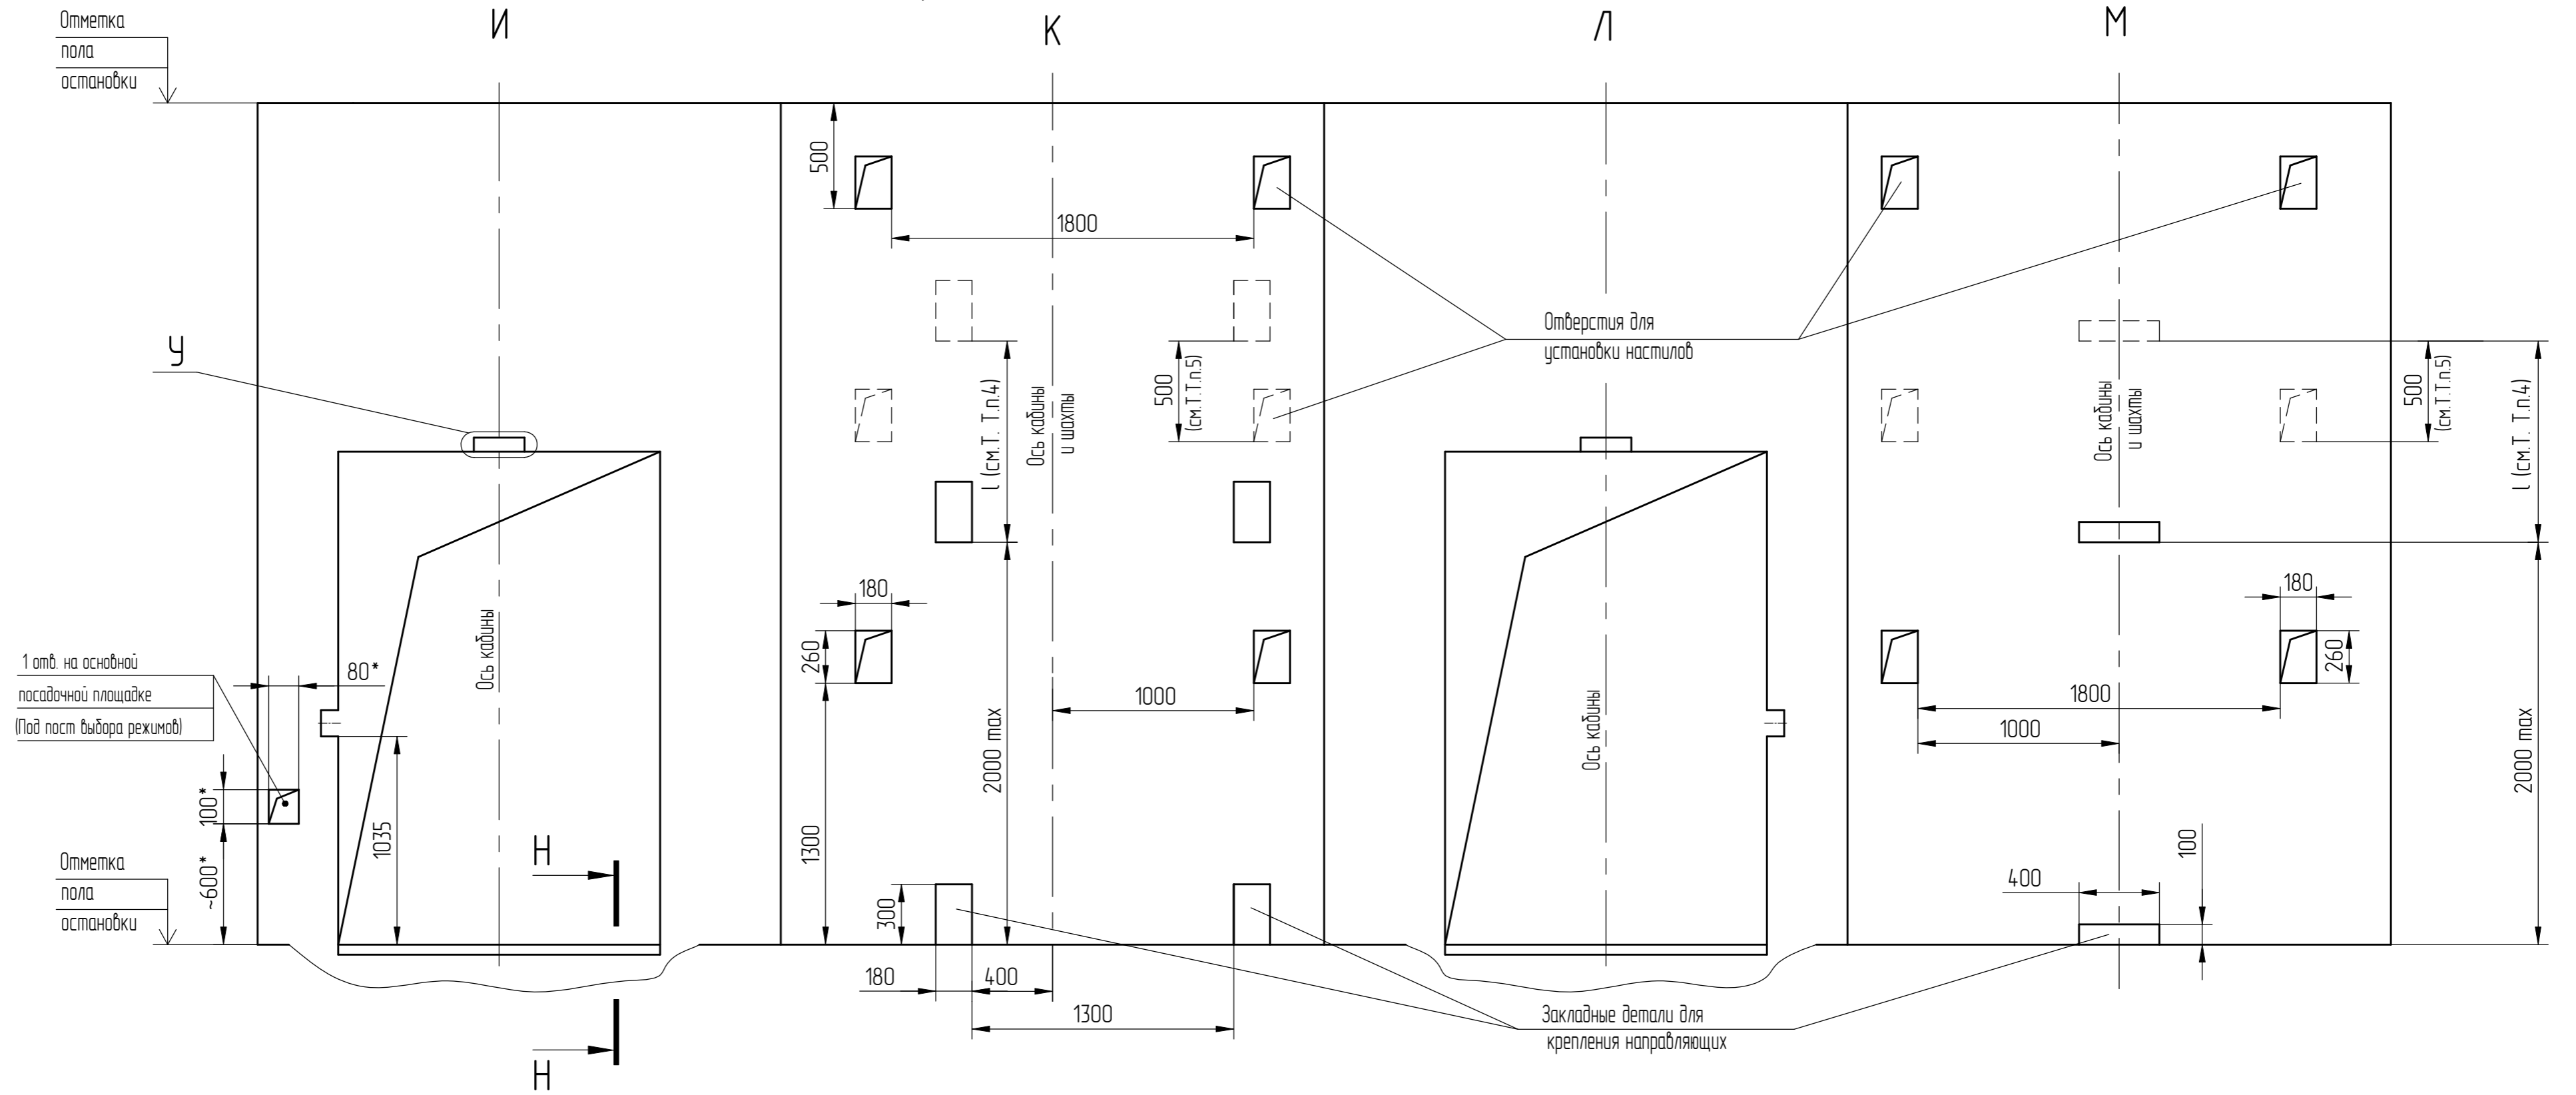 Отметка
пола
остановки
И
К
Л
М
500
1800
Отверстия для
установки настилов
У
l (см.Т. Т.п.4)
Ось кабины
и шахты
500
(см.Т.Т.п.5)
Ось кабины
и шахты
500
(см.Т.Т.п.5)
l (см.Т. Т.п.4)
180
260
1300
2000 max
1000
Ось кабины
Ось кабины
180
260
1800
1000
2000 max
1 отв. на основной
посадочной площадке
(Под пост выбора режимов)
80*
100*
~600*
1035
Отметка
пола
остановки
Н
Н
300
180
400
1300
400
100
Закладные детали для
крепления направляющих